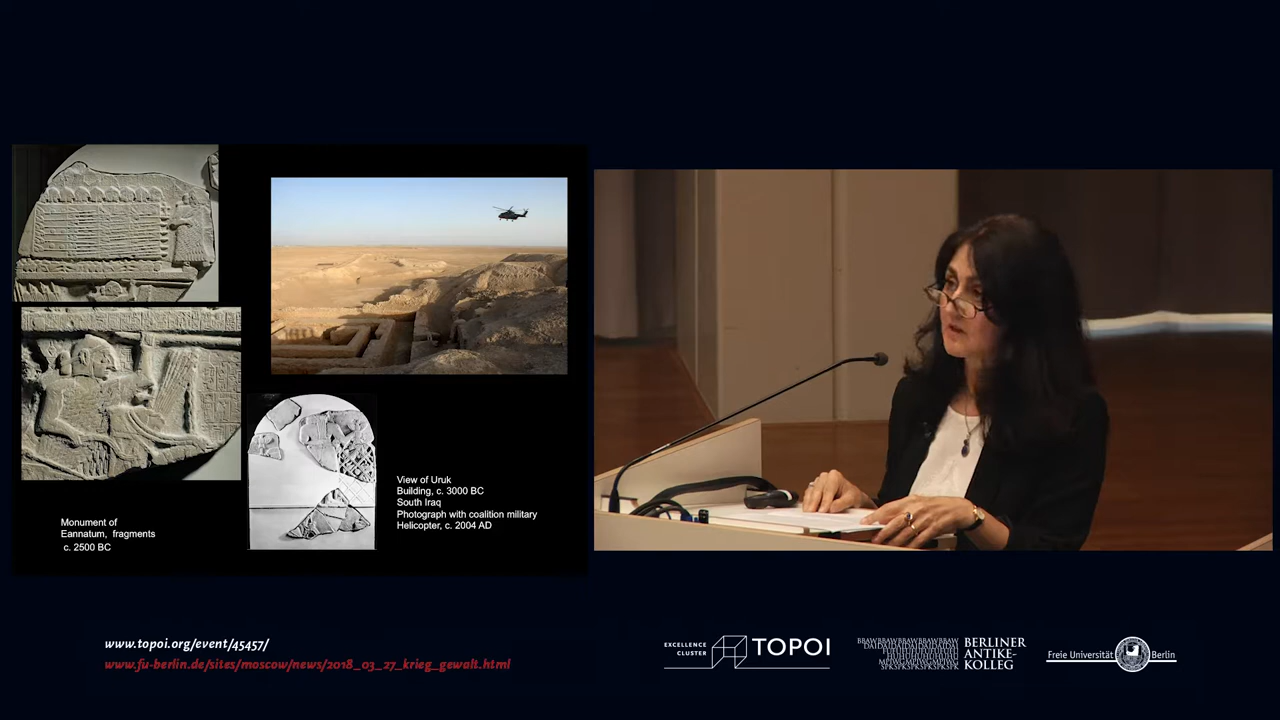 Monument of
Eannatum, fragments
c. 2500 BC
View of Uruk
Building, c. 3000 BC
South Iraq
Photograph with coalition military
Helicopter, c. 2004 AD
www.topoi.org/event/45457/
www.fu-berlin.de/sites/moscow/news/2018_03_27_krieg_gewalt.html
EXCELLENCE
CLUSTER
TOPOI
BERLINER
ANTIKE-
KOLLEG
Freie Universität Berlin